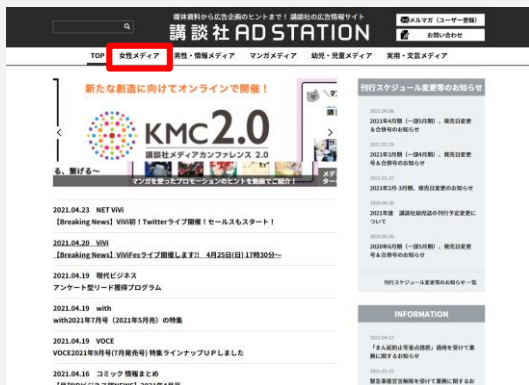 媒体資料から広告企画のヒントまで！ 講談社の広告情報サイト
講談社 AD STATION
メルマガ（ユーザー登録）
お問い合わせ
TOP
女性メディア
男性・情報メディア
マンガメディア
幼児・児童メディア
実用・文芸メディア
新たな創造に向けてオンラインで開催！
KMC2.0
講談社メディアカンファレンス 2.0
る、繋げる～
マンガを使ったプロモーションのヒントを動画でご紹介！
2021.04.23 NET ViVi
【Breaking News】ViVi初！Twitterライブ開催！セールスもスタート！
2021.04.20 ViVi
【Breaking News】ViViFesライブ開催します!! 4月25日(日) 17時30分～
2021.04.19 現代ビジネス
アンケート型リード獲得プログラム
2021.04.19 with
with2021年7月号（2021年5月売）の特集
2021.04.19 VOCE
VOCE2021年9月号(7月発売号) 特集ラインナップUPしました
2021.04.16 コミック 情報まとめ
刊行スケジュール変更等のお知らせ
2021年4月期（一部5月期）、発売日変更
＆合併号のお知らせ
2021年3月期（一部4月期）、発売日変更
号＆合併号のお知らせ
2021年2月-3月期、発売日変更のお知らせ
2021年度 講談社幼児誌の刊行予定変更に
ついて
2020年6月期（一部5月期）、発売日変更
号＆合併号のお知らせ
刊行スケジュール変更等のお知らせ一覧
INFORMATION
「まん延防止等重点措置」適用を受けて業
務に関するお知らせ
緊急事態宣言解除を受けて業務に関するお